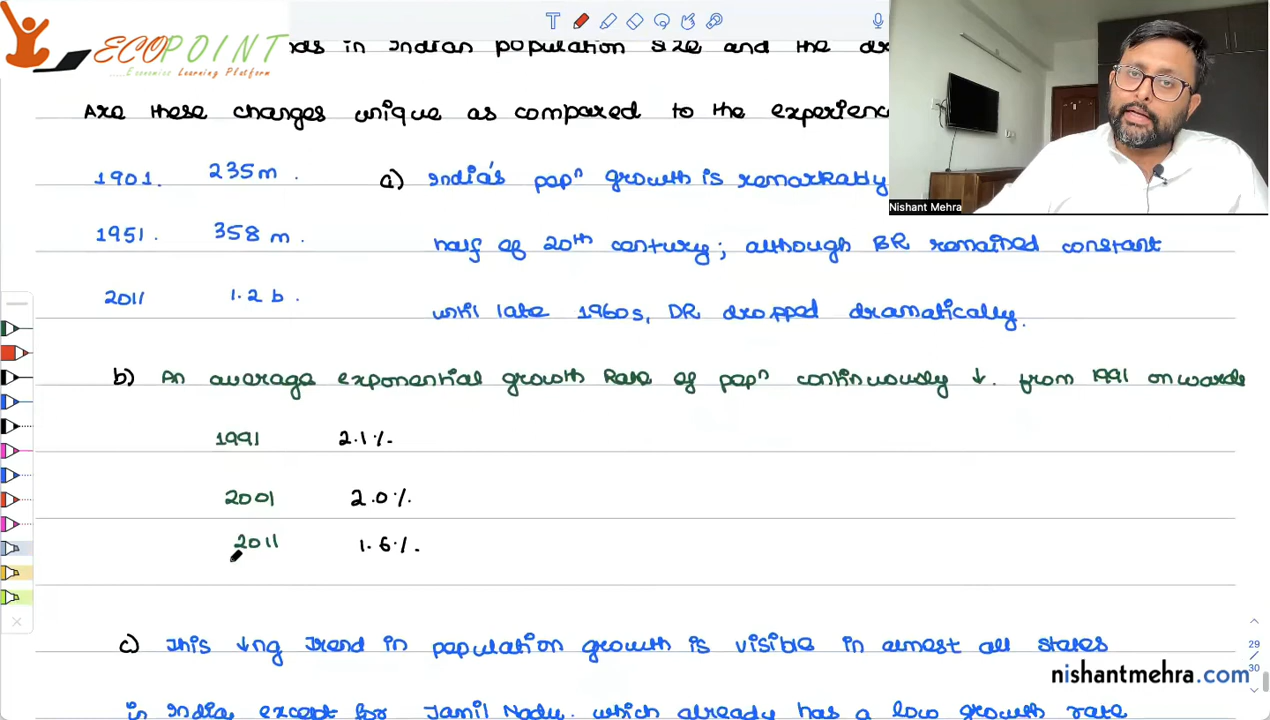 ECOPOINT
....Economics Learning Platform
in Indian population size and the
Are these changes unique as compared to the
1901. 235m.
a) India's popⁿ growth is remarkably
1951. 358 m.
half of 20th century; although BR remained constant
2011 1.2 b.
until late 1960s, DR dropped dramatically.
b) An average exponential growth Rate of popⁿ continuously ↓. from 1991 onwards
1991 2.1%.
2001 2.0%.
2011 1.6%.
c) This ↓ng Trend in population growth is visible in almost all states
in India, except for Tamil Nadu. which already has a low growth rate
Nishant Mehra
29
30
nishantmehra.com